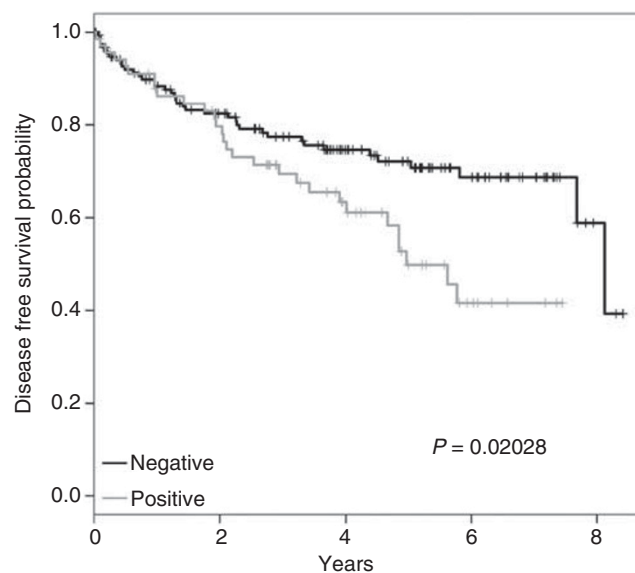 Disease free survival probability
1.0
0.8
0.6
0.4
0.2
0.0
P = 0.02028
Negative
Positive
0 2 4 6 8
Years